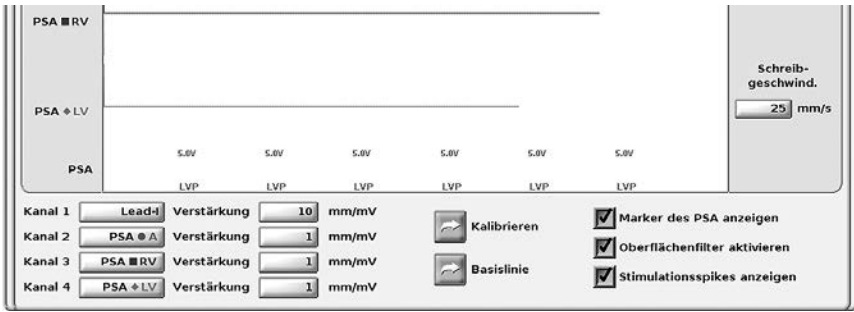 PSA ■ RV
Schreib-
geschwind.
25 mm/s
PSA ◆ LV
5.0V 5.0V 5.0V 5.0V 5.0V 5.0V
PSA
LVP LVP LVP LVP LVP LVP
Kanal 1 Lead-I Verstärkung 10 mm/mV
Kanal 2 PSA ● A Verstärkung 1 mm/mV
Kanal 3 PSA ■ RV Verstärkung 1 mm/mV
Kanal 4 PSA ◆ LV Verstärkung 1 mm/mV
Kalibrieren
Basislinie
Marker des PSA anzeigen
Oberflächenfilter aktivieren
Stimulationsspikes anzeigen